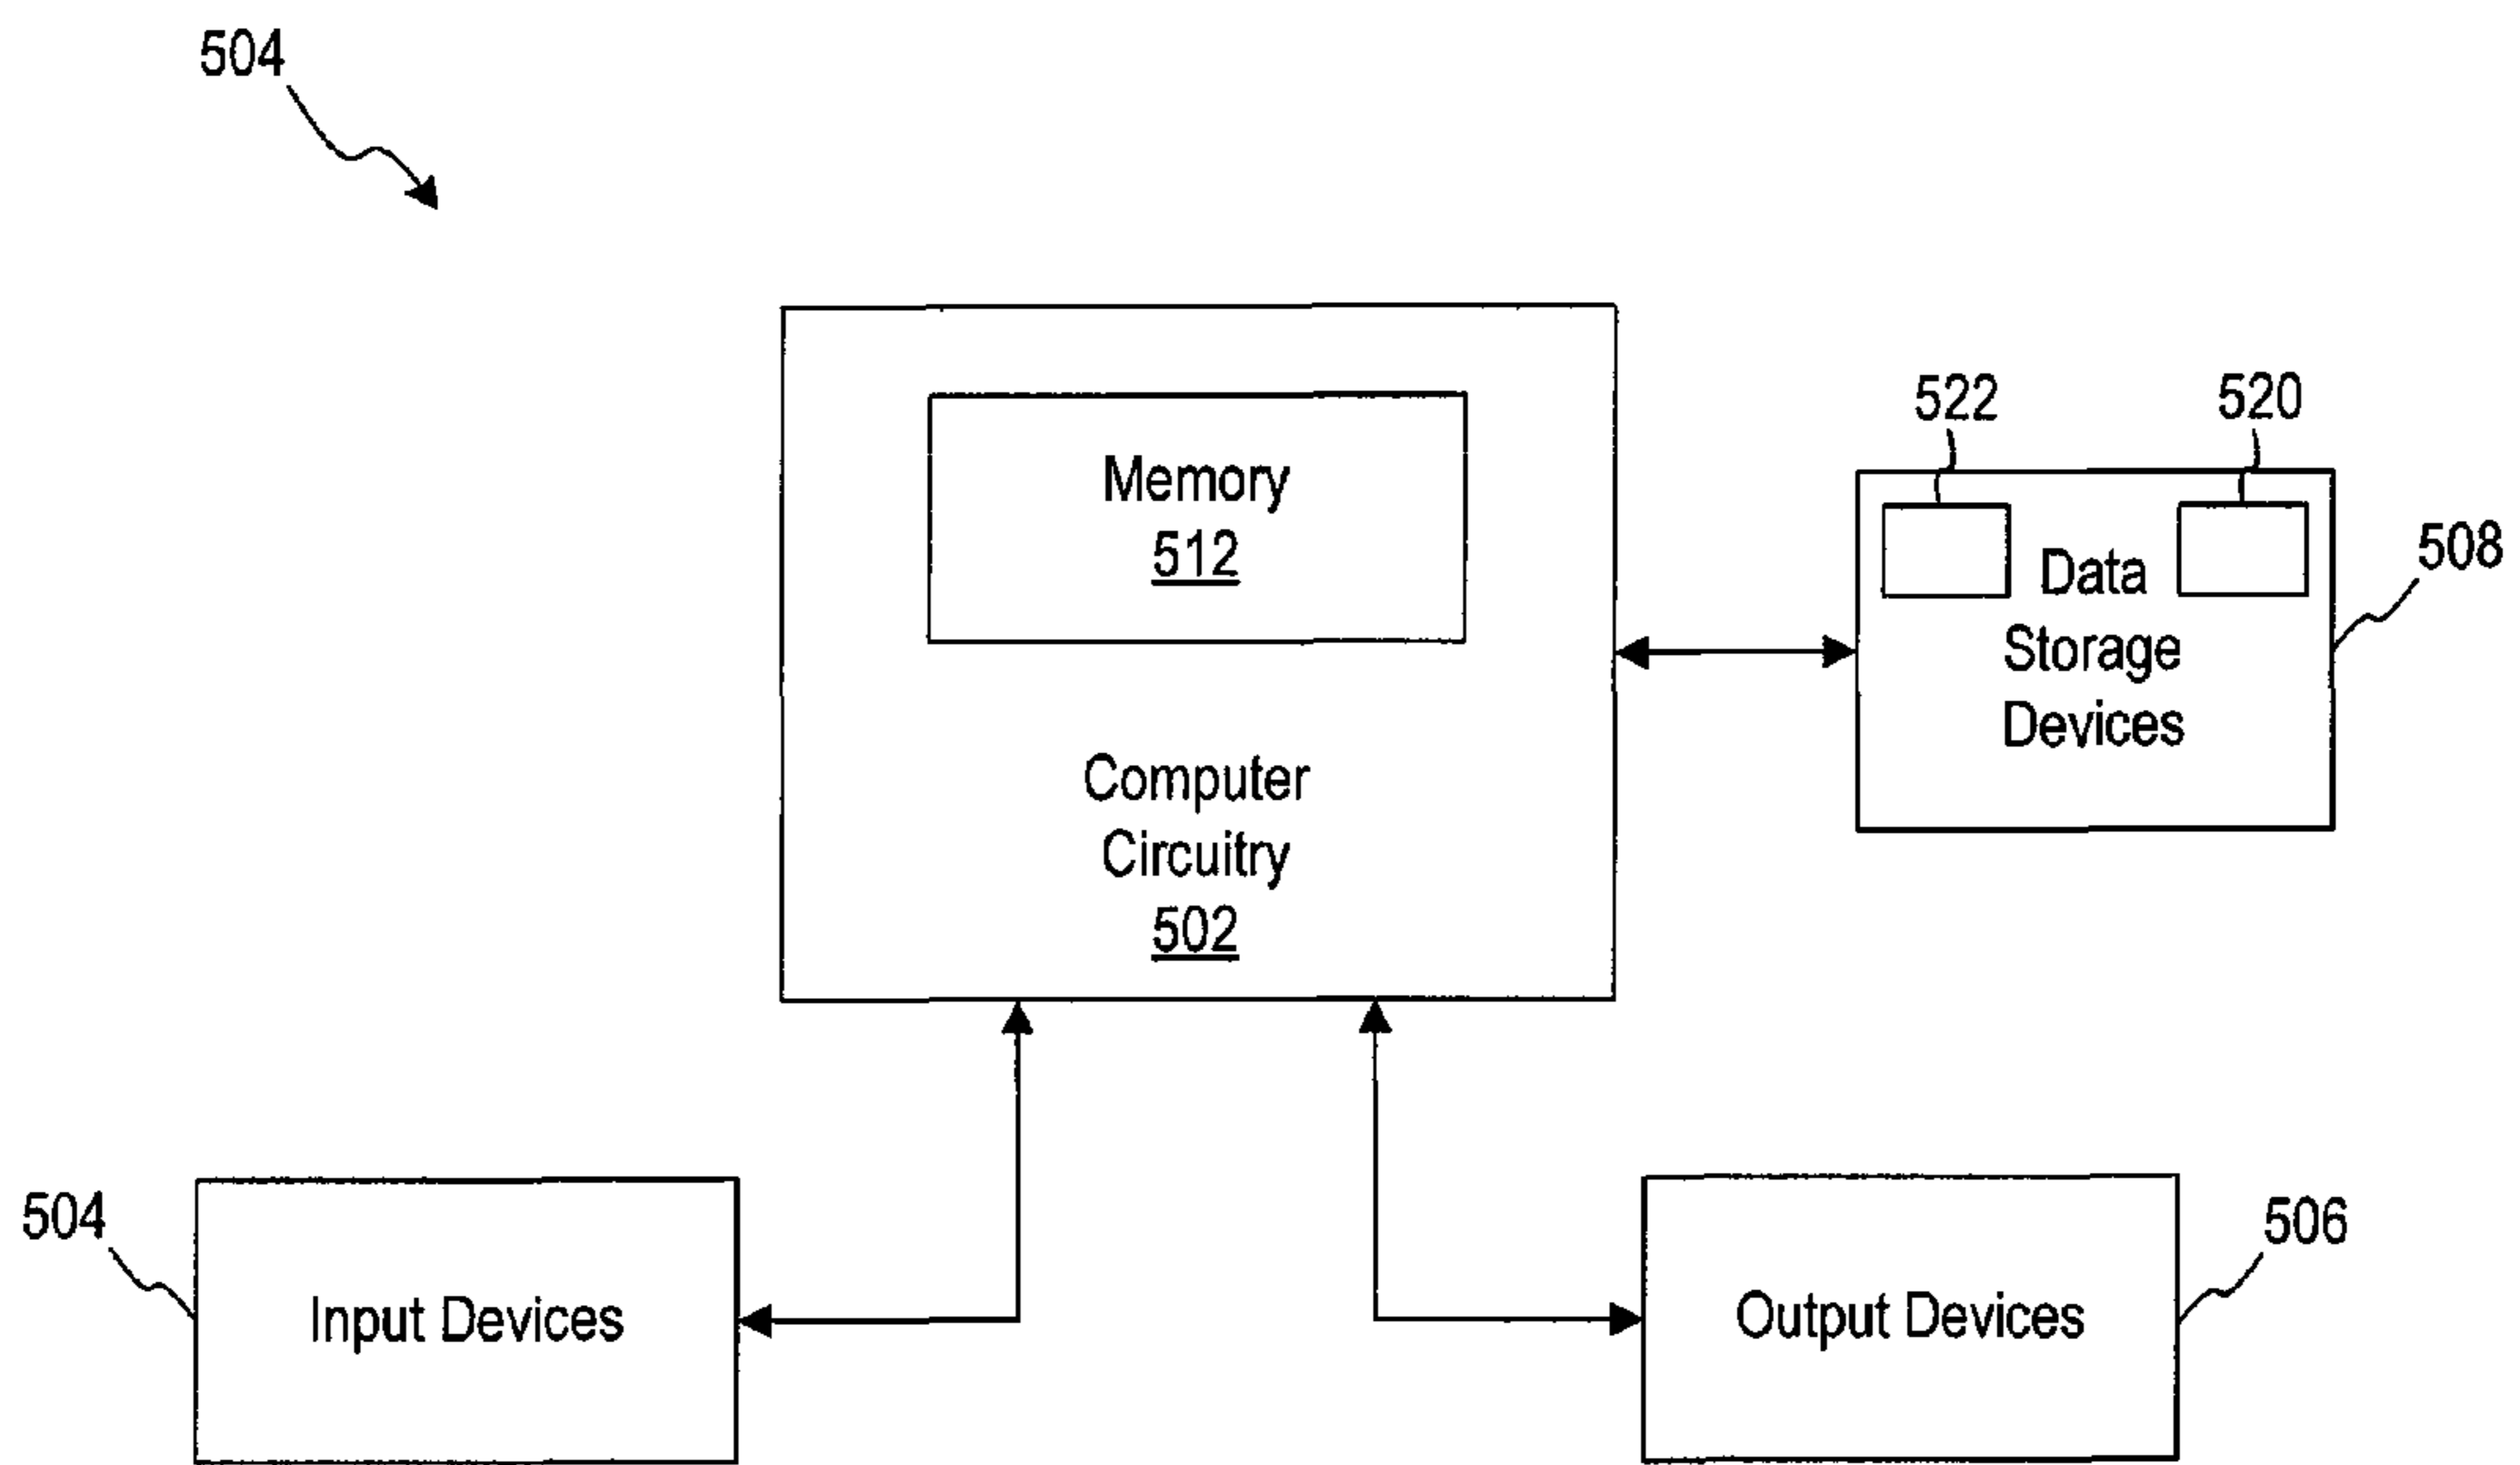 504
Memory
512
Computer
Circuitry
502
522
520
508
Data
Storage
Devices
504
Input Devices
506
Output Devices